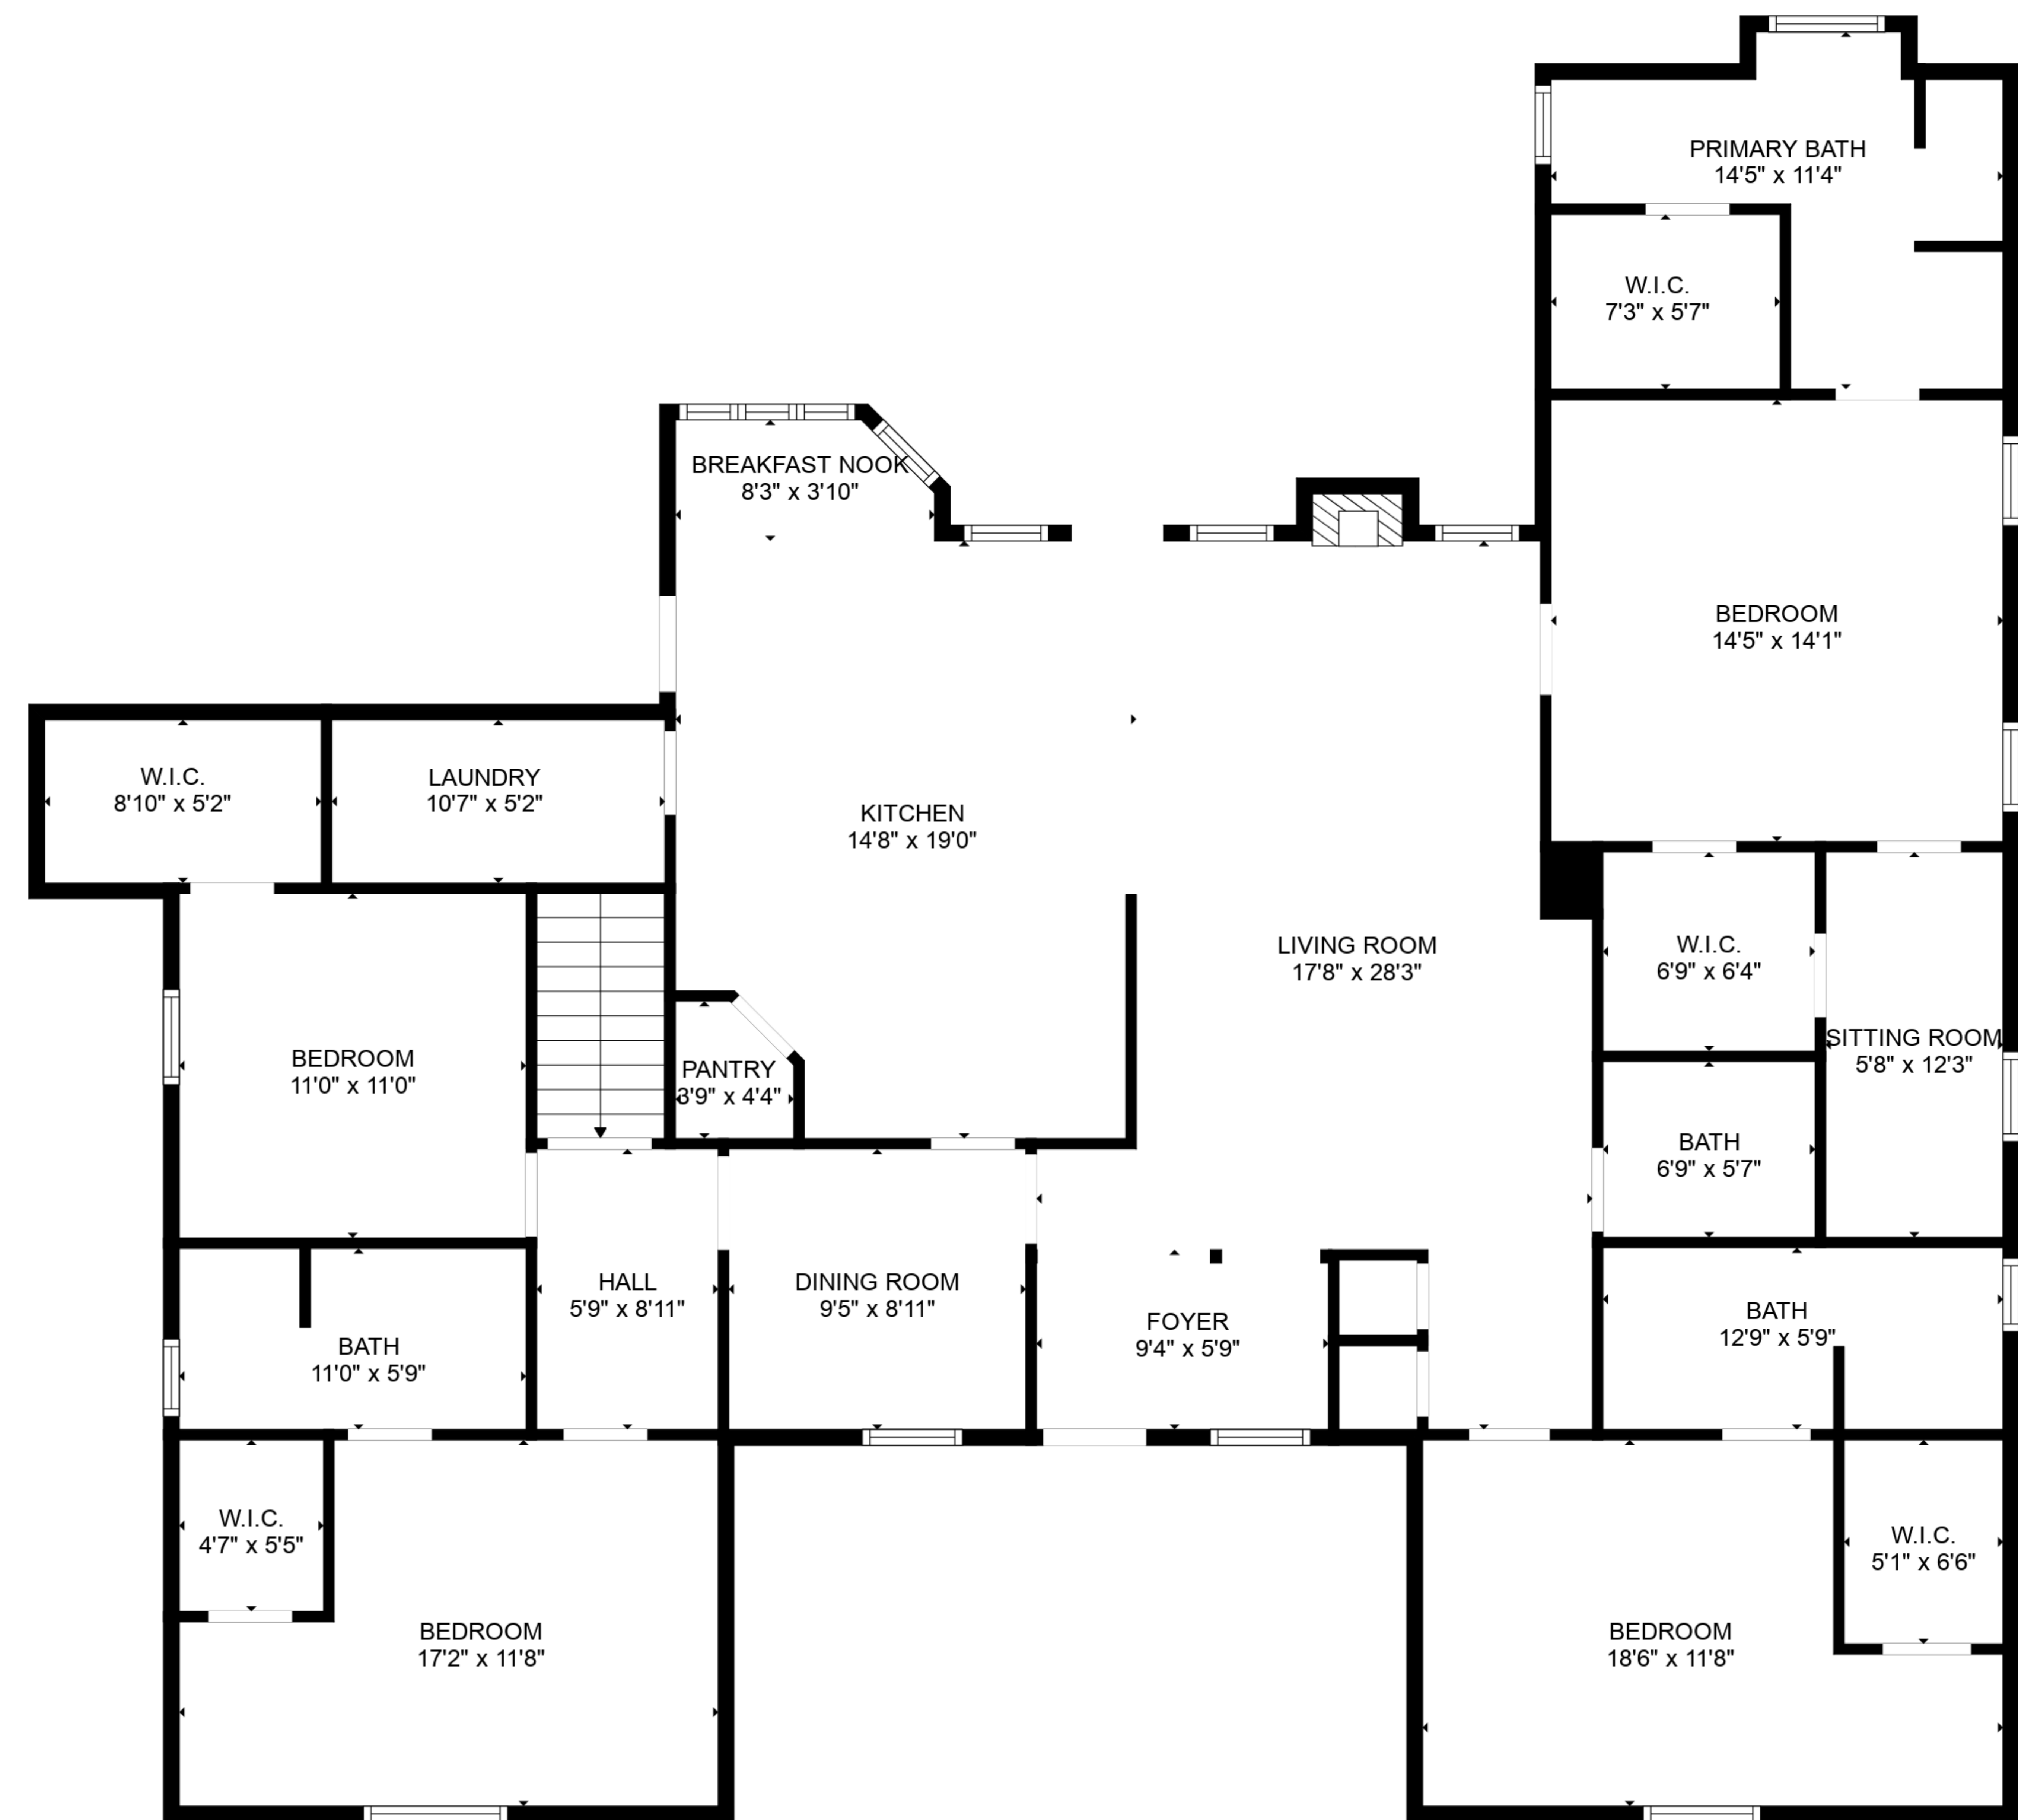 PRIMARY BATH
14'5" x 11'4"
W.I.C.
7'3" x 5'7"
BREAKFAST NOOK
8'3" x 3'10"
BEDROOM
14'5" x 14'1"
W.I.C.
8'10" x 5'2"
LAUNDRY
10'7" x 5'2"
KITCHEN
14'8" x 19'0"
LIVING ROOM
17'8" x 28'3"
W.I.C.
6'9" x 6'4"
SITTING ROOM
5'8" x 12'3"
BEDROOM
11'0" x 11'0"
PANTRY
3'9" x 4'4"
BATH
6'9" x 5'7"
HALL
5'9" x 8'11"
DINING ROOM
9'5" x 8'11"
FOYER
9'4" x 5'9"
BATH
12'9" x 5'9"
BATH
11'0" x 5'9"
W.I.C.
4'7" x 5'5"
W.I.C.
5'1" x 6'6"
BEDROOM
17'2" x 11'8"
BEDROOM
18'6" x 11'8"